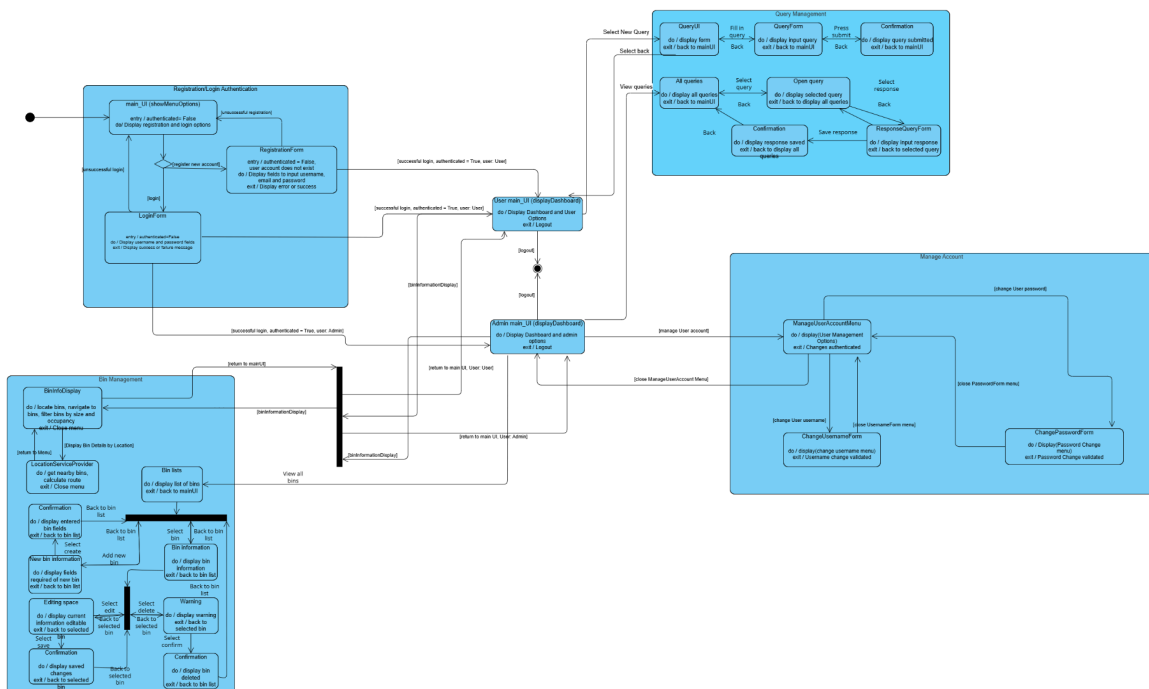 Query Management
QueryUI
do / display form
exit / back to mainUI
Fill in
query
Back
QueryForm
do / display input query
exit / back to mainUI
Press
submit
Back
Confirmation
do / display query submitted
exit / back to mainUI
Select New Query
Select back
View queries
All queries
do / display all queries
exit / back to mainUI
Select
query
Back
Open query
do / display selected query
exit / back to display all queries
Select
response
Back
Back
Confirmation
do / display response saved
exit / back to display all
queries
Save response
ResponseQueryForm
do / display input response
exit / back to selected query
Registration/Login Authentication
main_UI (showMenuOptions)
entry / authenticated= False
do/ Display registration and login options
[unsuccessful registration]
[register new account]
RegistrationForm
entry / authenticated = False,
user account does not exist
do / Display fields to input username,
email and password
exit / Display error or success
[unsuccessful login]
[login]
LoginForm
entry / authenticated=False
do / Display username and password fields
exit / Display success or failure message
[successful login, authenticated = True, user: User]
[successful login, authenticated = True, user: User]
User main_UI (displayDashboard)
do / Display Dashboard and User
Options
exit / Logout
[logout]
[logout]
[binInformationDisplay]
[successful login, authenticated = True, user: Admin]
Admin main_UI (displayDashboard)
do / Display Dashboard and admin
options
exit / Logout
[manage User account]
Manage Account
[change User password]
ManageUserAccountMenu
do / display(User Management
Options)
exit / Changes authenticated
[close ManageUserAccount Menu]
[close PasswordForm menu]
[change User username]
[close UsernameForm menu]
ChangeUsernameForm
do / display(change username menu)
exit / Username change validated
ChangePasswordForm
do / Display(Password Change
menu)
exit / Password Change validated
[return to mainUI]
[return to main UI, User: User]
[binInformationDisplay]
[return to main UI. User: Admin]
[binInformationDisplay]
Bin Management
BinInfoDisplay
do / locate bins, navigate to
bins, filter bins by size and
occupancy
exit / Close menu
[Display Bin Details by Location]
[return to Menu]
LocationServiceProvider
do / get nearby bins,
calculate route
exit / Close menu
View all
bins
Bin lists
do / display list of bins
exit / back to mainUI
Confirmation
do / display entered
bin fields
exit / back to bin list
Back to bin
list
Back to bin
list
Select
bin
Back to bin
list
Select
create
Add new
bin
New bin information
do / display fields
required of new bin
exit / back to bin list
Bin Information
do / display bin
information
exit / back to bin list
Back to bin
list
Editing space
do / display current
information editable
exit / back to selected
bin
Select
edit
Back to
selected
bin
Select
delete
Back to
selected
bin
Warning
do / display warning
exit / back to
selected bin
Select
save
Select
confirm
Confirmation
do / display saved
changes
exit / back to selected
bin
Back to
selected
bin
Confirmation
do / display bin
deleted
exit / back to bin list